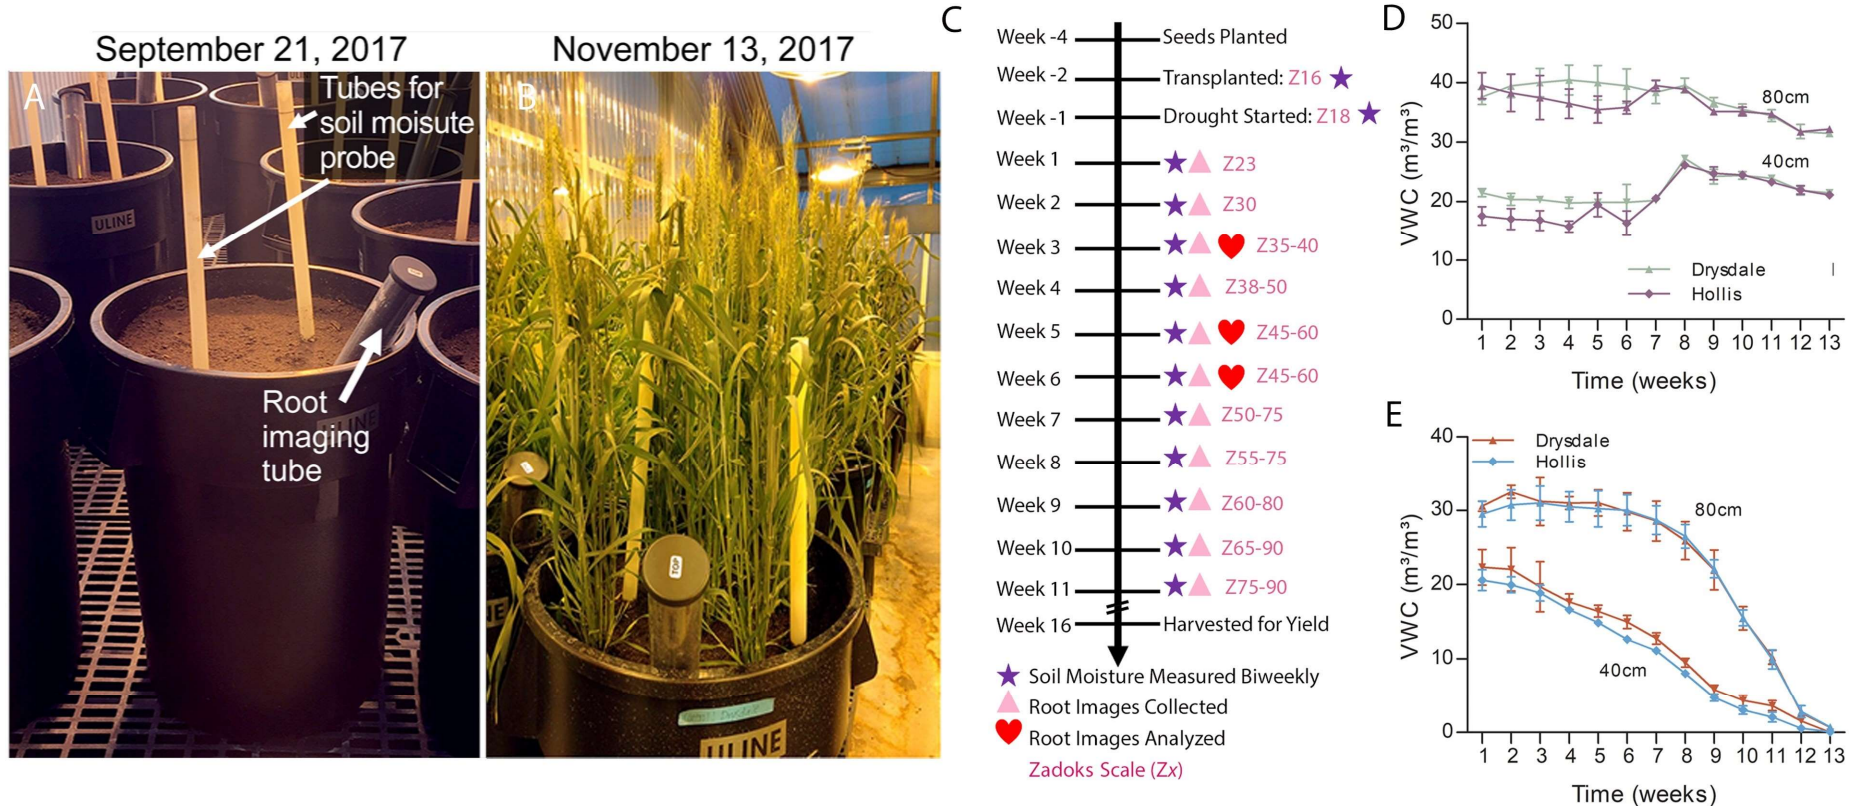 September 21, 2017
A
Tubes for
soil moisute
probe
ULINE
Root
imaging
tube
ULINE
November 13, 2017
B
TOP
ULINE
C
Week -4 Seeds Planted
Week -2 Transplanted: Z16
Week -1 Drought Started: Z18
Week 1 Z23
Week 2 Z30
Week 3 Z35-40
Week 4 Z38-50
Week 5 Z45-60
Week 6 Z45-60
Week 7 Z50-75
Week 8 Z55-75
Week 9 Z60-80
Week 10 Z65-90
Week 11 Z75-90
Week 16 Harvested for Yield
Soil Moisture Measured Biweekly
Root Images Collected
Root Images Analyzed
Zadoks Scale (Zx)
D
VWC (m³/m³)
50
40
30
20
10
0
80cm
40cm
Drysdale
Hollis
1 2 3 4 5 6 7 8 9 10 11 12 13
Time (weeks)
E
VWC (m³/m³)
40
30
20
10
0
Drysdale
Hollis
80cm
40cm
1 2 3 4 5 6 7 8 9 10 11 12 13
Time (weeks)